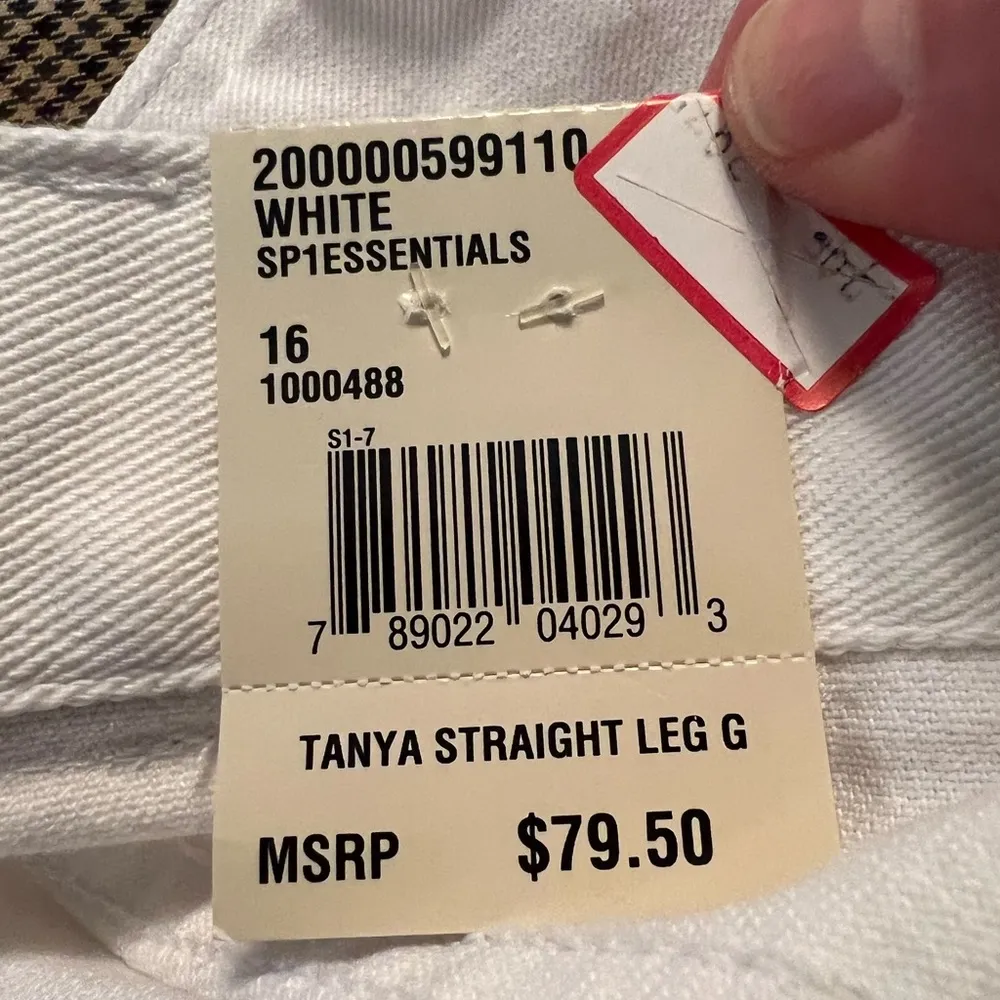 200000599110
WHITE
SP1ESSENTIALS
16
1000488
S1-7
7 89022 04029 3
TANYA STRAIGHT LEG G
MSRP $79.50